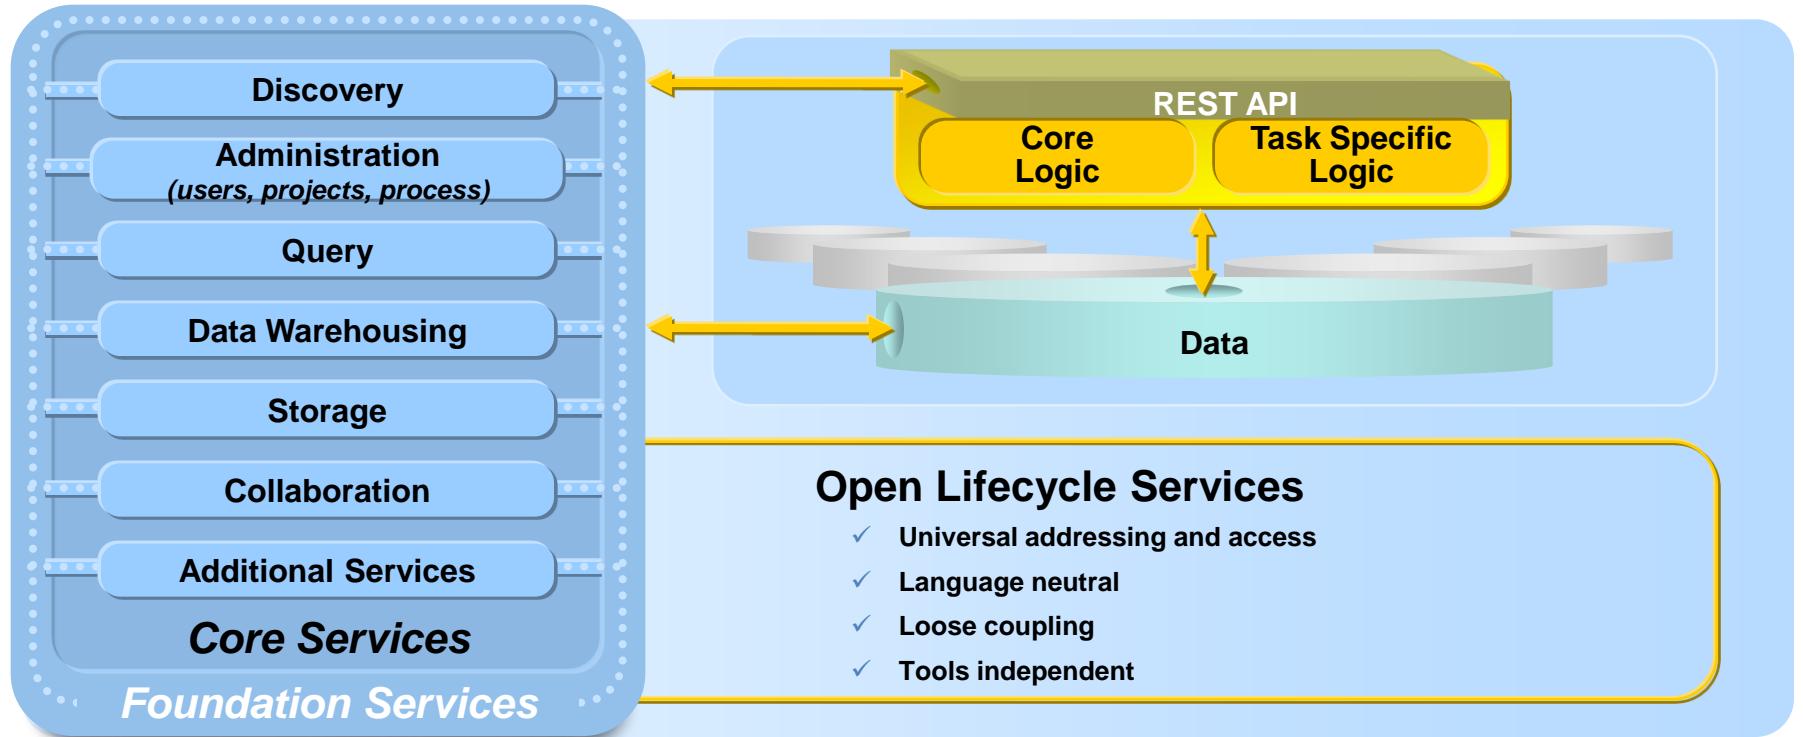 Discovery
Administration
(users, projects, process)
Query
Data Warehousing
Storage
Collaboration
Additional Services
Core Services
Foundation Services
REST API
Core
Logic
Task Specific
Logic
Data
Open Lifecycle Services
✓ Universal addressing and access
✓ Language neutral
✓ Loose coupling
✓ Tools independent